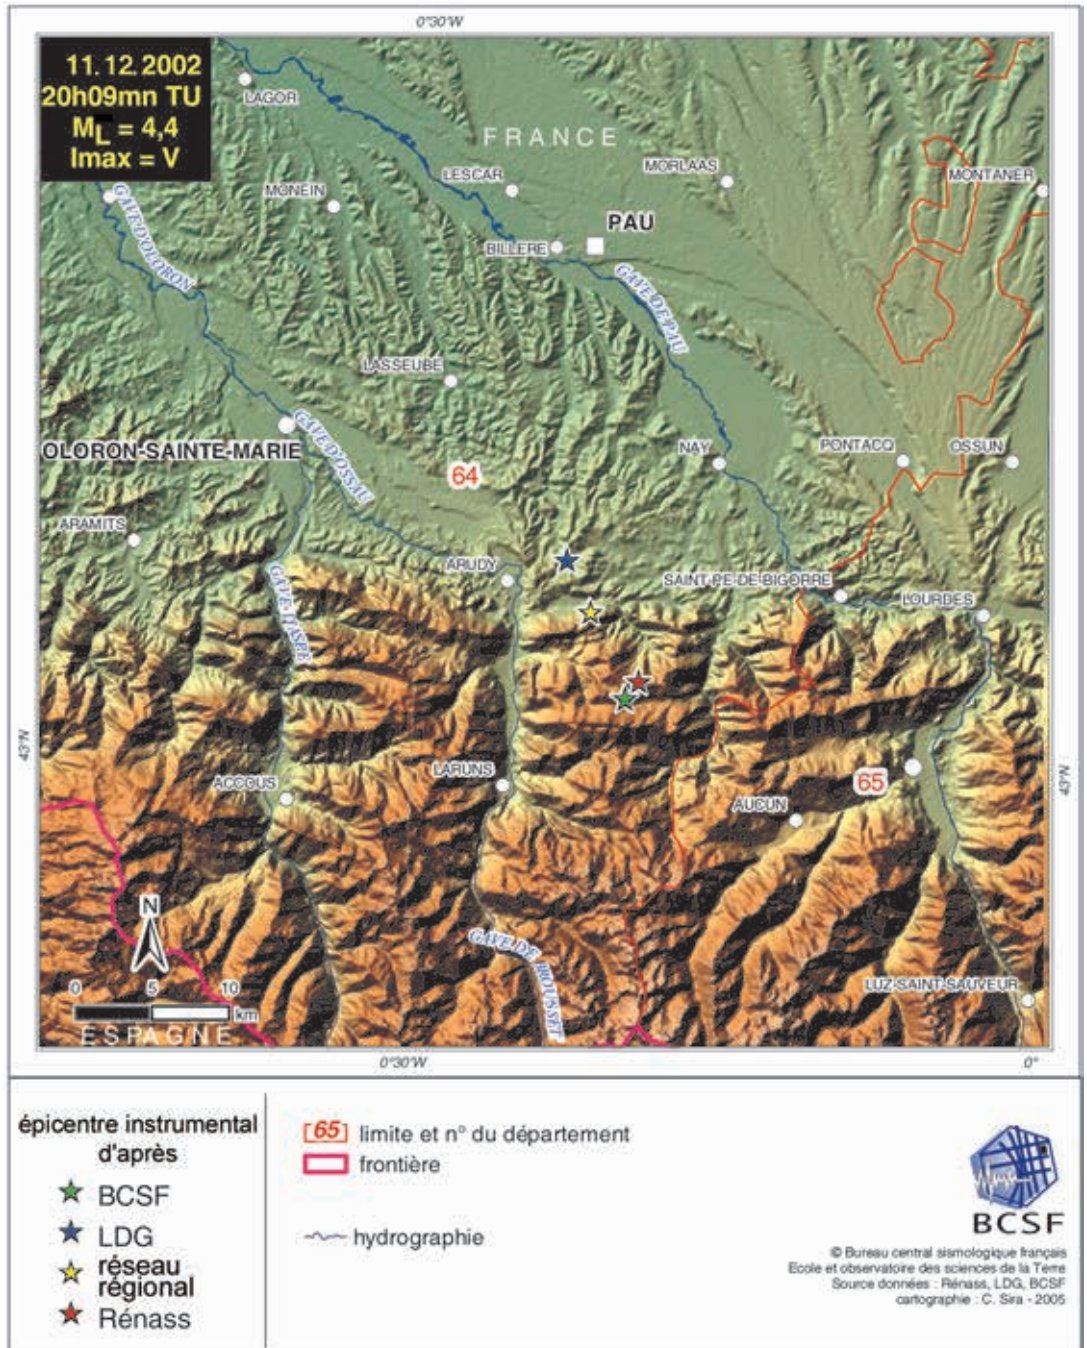 0°30'W
11.12.2002
20h09mn TU
ML = 4,4
Imax = V
LAGOR
FRANCE
MORLAAS
LESCAR
MONTANER
MONEIN
GAVE D'OLORON
PAU
BILLERE
GAVE DE PAU
LASSEUBE
GAVE D'OSSAU
OLORON-SAINTE-MARIE
NAY
PONTACQ
OSSUN
64
ARAMITS
ARUDY
SAINT-PE-DE-BIGORRE
LOURDES
GAVE D'ASPE
43°N
43°N
ACCOUS
LARUNS
65
AUCUN
N
GAVE DE BROUSSET
LUZ-SAINT-SAUVEUR
0 5 10
km
ESPAGNE
0°30'W
0°
épicentre instrumental
d'après
BCSF
LDG
réseau
régional
Rénass
[65] limite et n° du département
frontière
hydrographie
BCSF
© Bureau central sismologique français
Ecole et observatoire des sciences de la Terre
Source données : Rénass, LDG, BCSF
cartographie : C. Sira - 2005